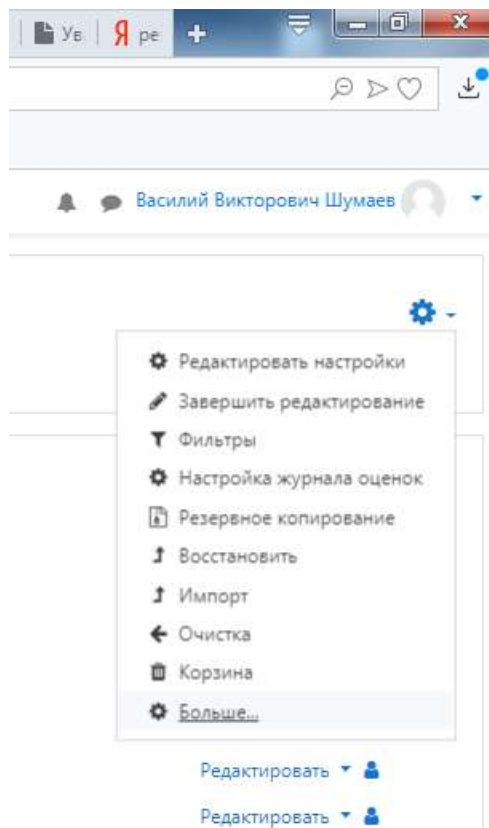 Ув Я ре
Василий Викторович Шумаев
Редактировать настройки
Завершить редактирование
Фильтры
Настройка журнала оценок
Резервное копирование
Восстановить
Импорт
Очистка
Корзина
Больше...
Редактировать
Редактировать